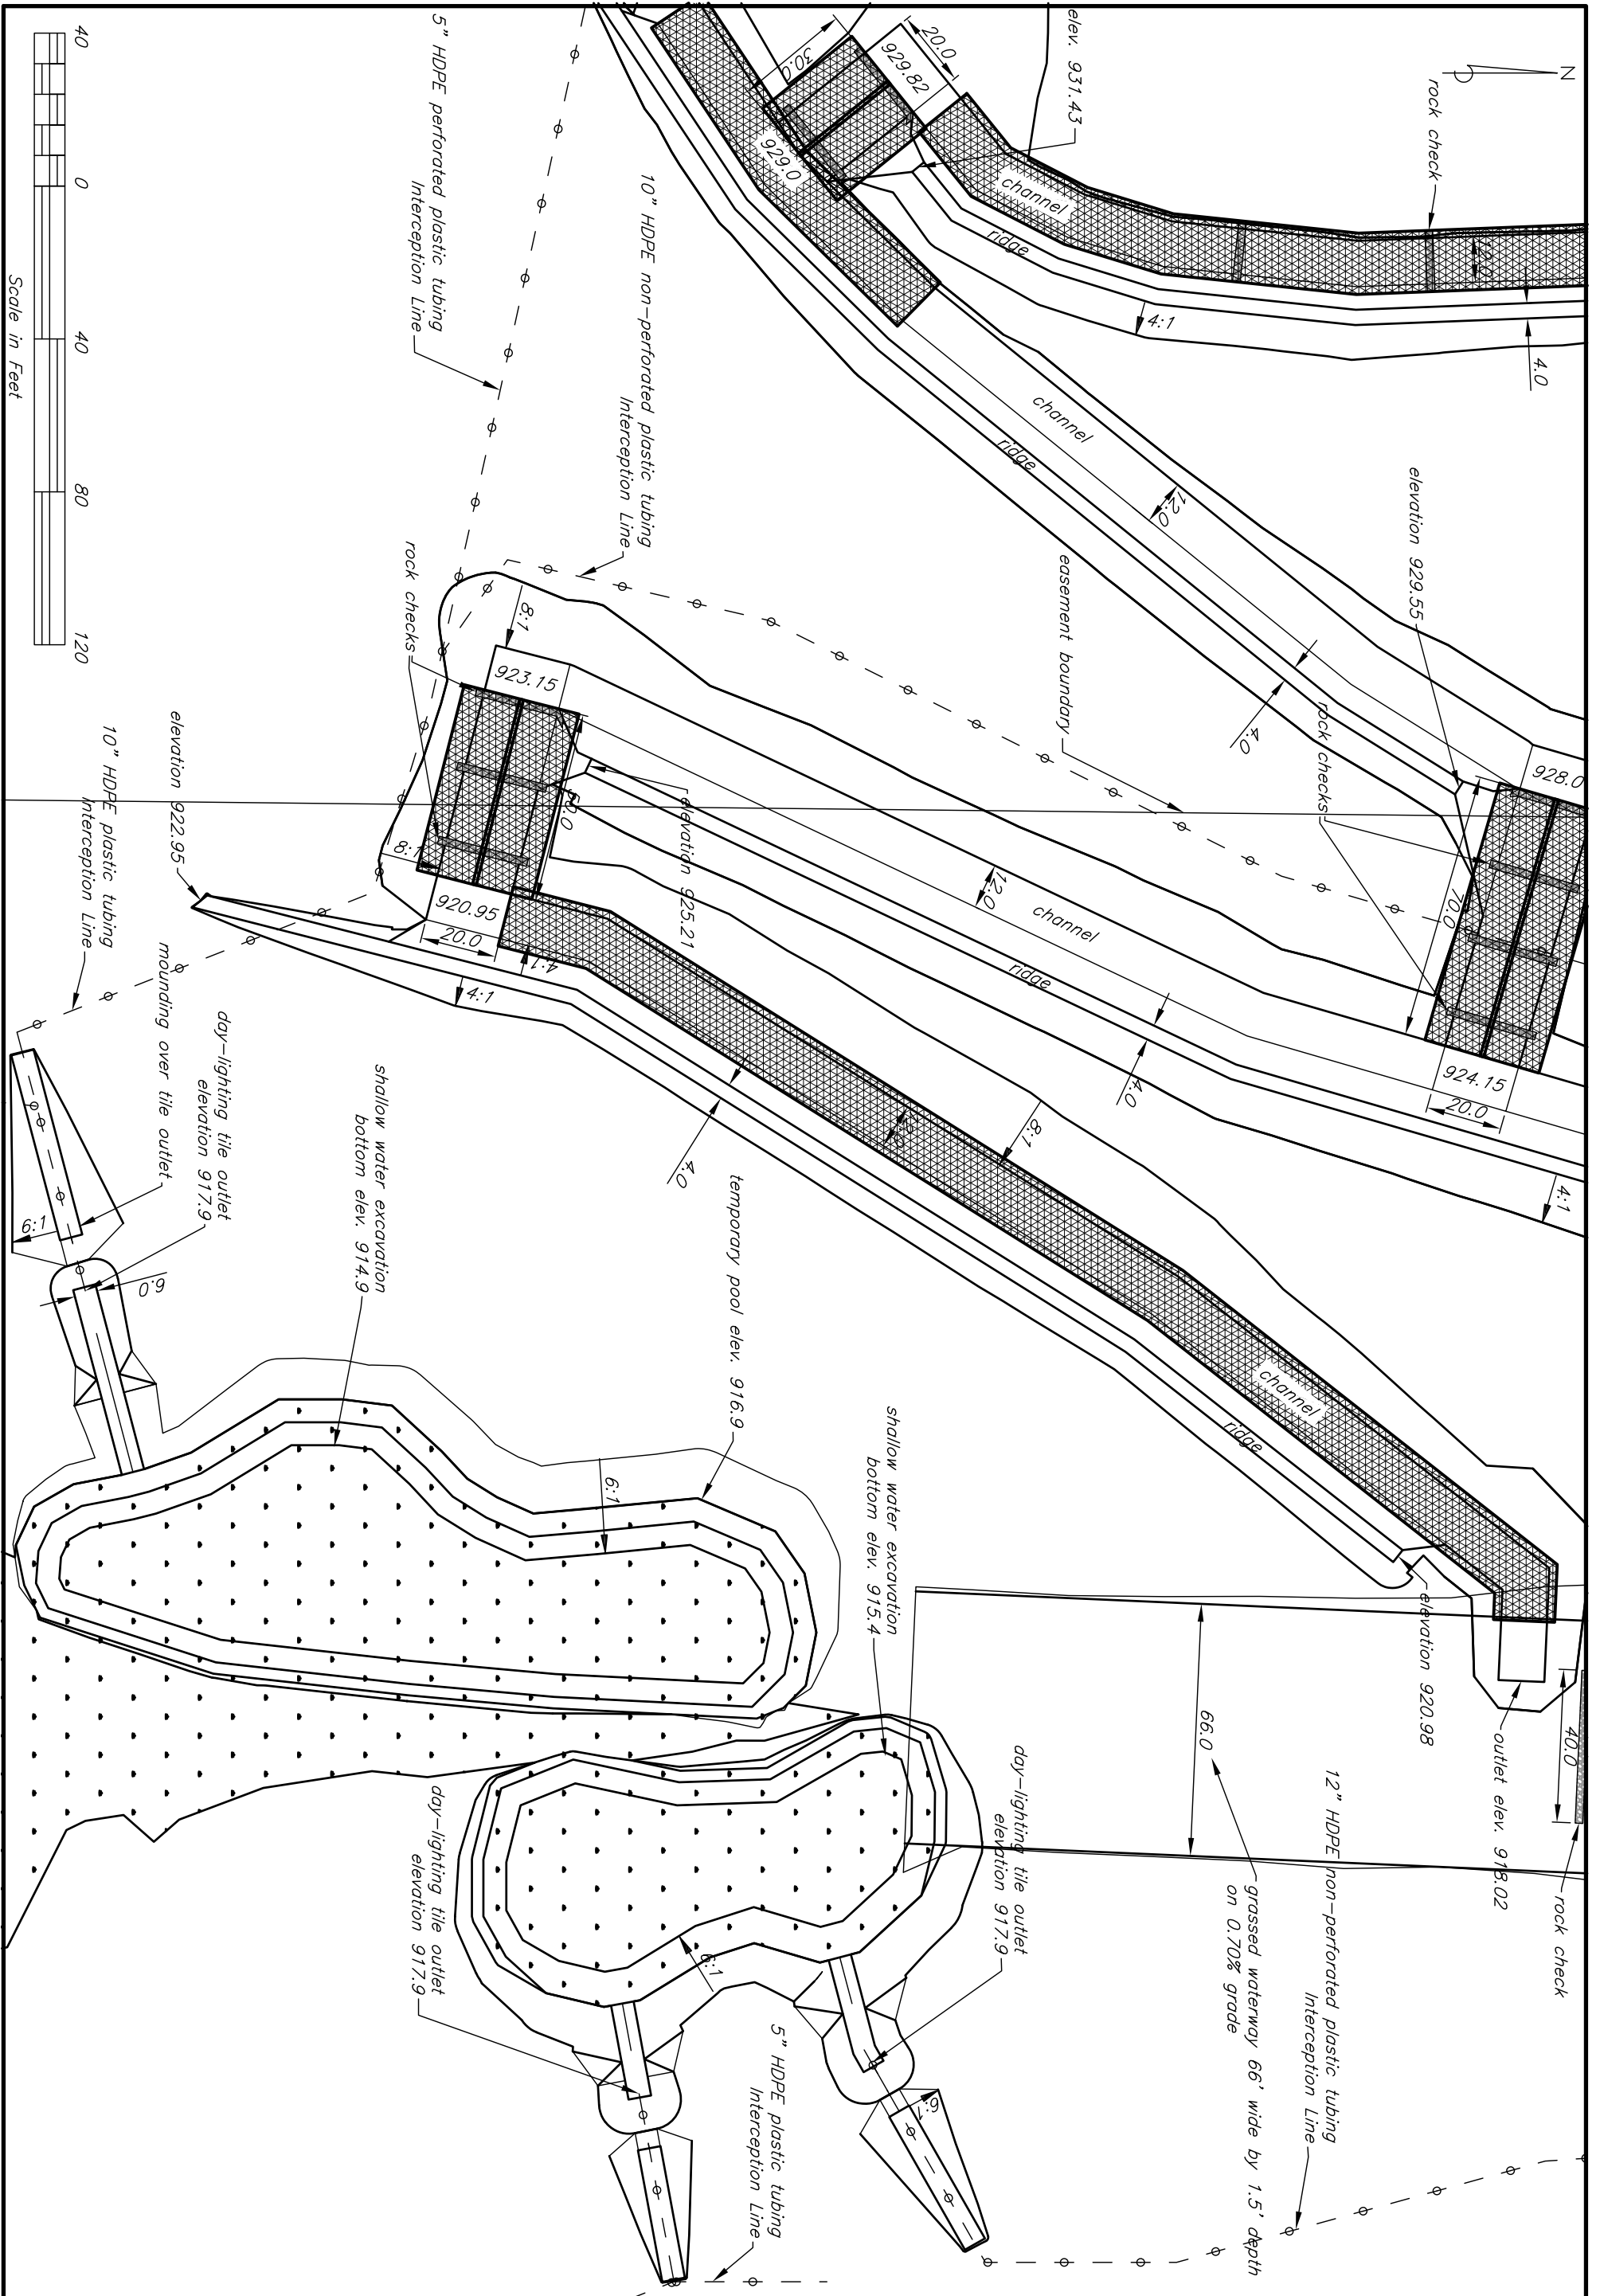 N
rock check
elev. 931.43
20.0
929.82
30.0
929.0
channel
ridge
12.0
4.0
4:1
5" HDPE perforated plastic tubing
Interception Line
10" HDPE non-perforated plastic tubing
Interception Line
channel
ridge
12.0
4.0
elevation 929.55
easement boundary
rock checks
928.0
70.0
924.15
20.0
4:1
rock checks
8:1
923.15
50.0
elevation 925.21
8:1
920.95
20.0
4:1
4:1
12.0
channel
ridge
4.0
8:1
4.0
channel
ridge
elevation 922.95
10" HDPE plastic tubing
Interception Line
mounding over tile outlet
day-lighting tile outlet
elevation 917.9
6:1
6.0
shallow water excavation
bottom elev. 914.9
temporary pool elev. 916.9
6:1
shallow water excavation
bottom elev. 915.4
elevation 920.98
outlet elev. 918.02
40.0
rock check
66.0
grassed waterway 66' wide by 1.5' depth
on 0.70% grade
12" HDPE non-perforated plastic tubing
Interception Line
day-lighting tile outlet
elevation 917.9
day-lighting tile outlet
elevation 917.9
6:1
6:1
5" HDPE plastic tubing
Interception Line
40
0
40
80
120
Scale in Feet